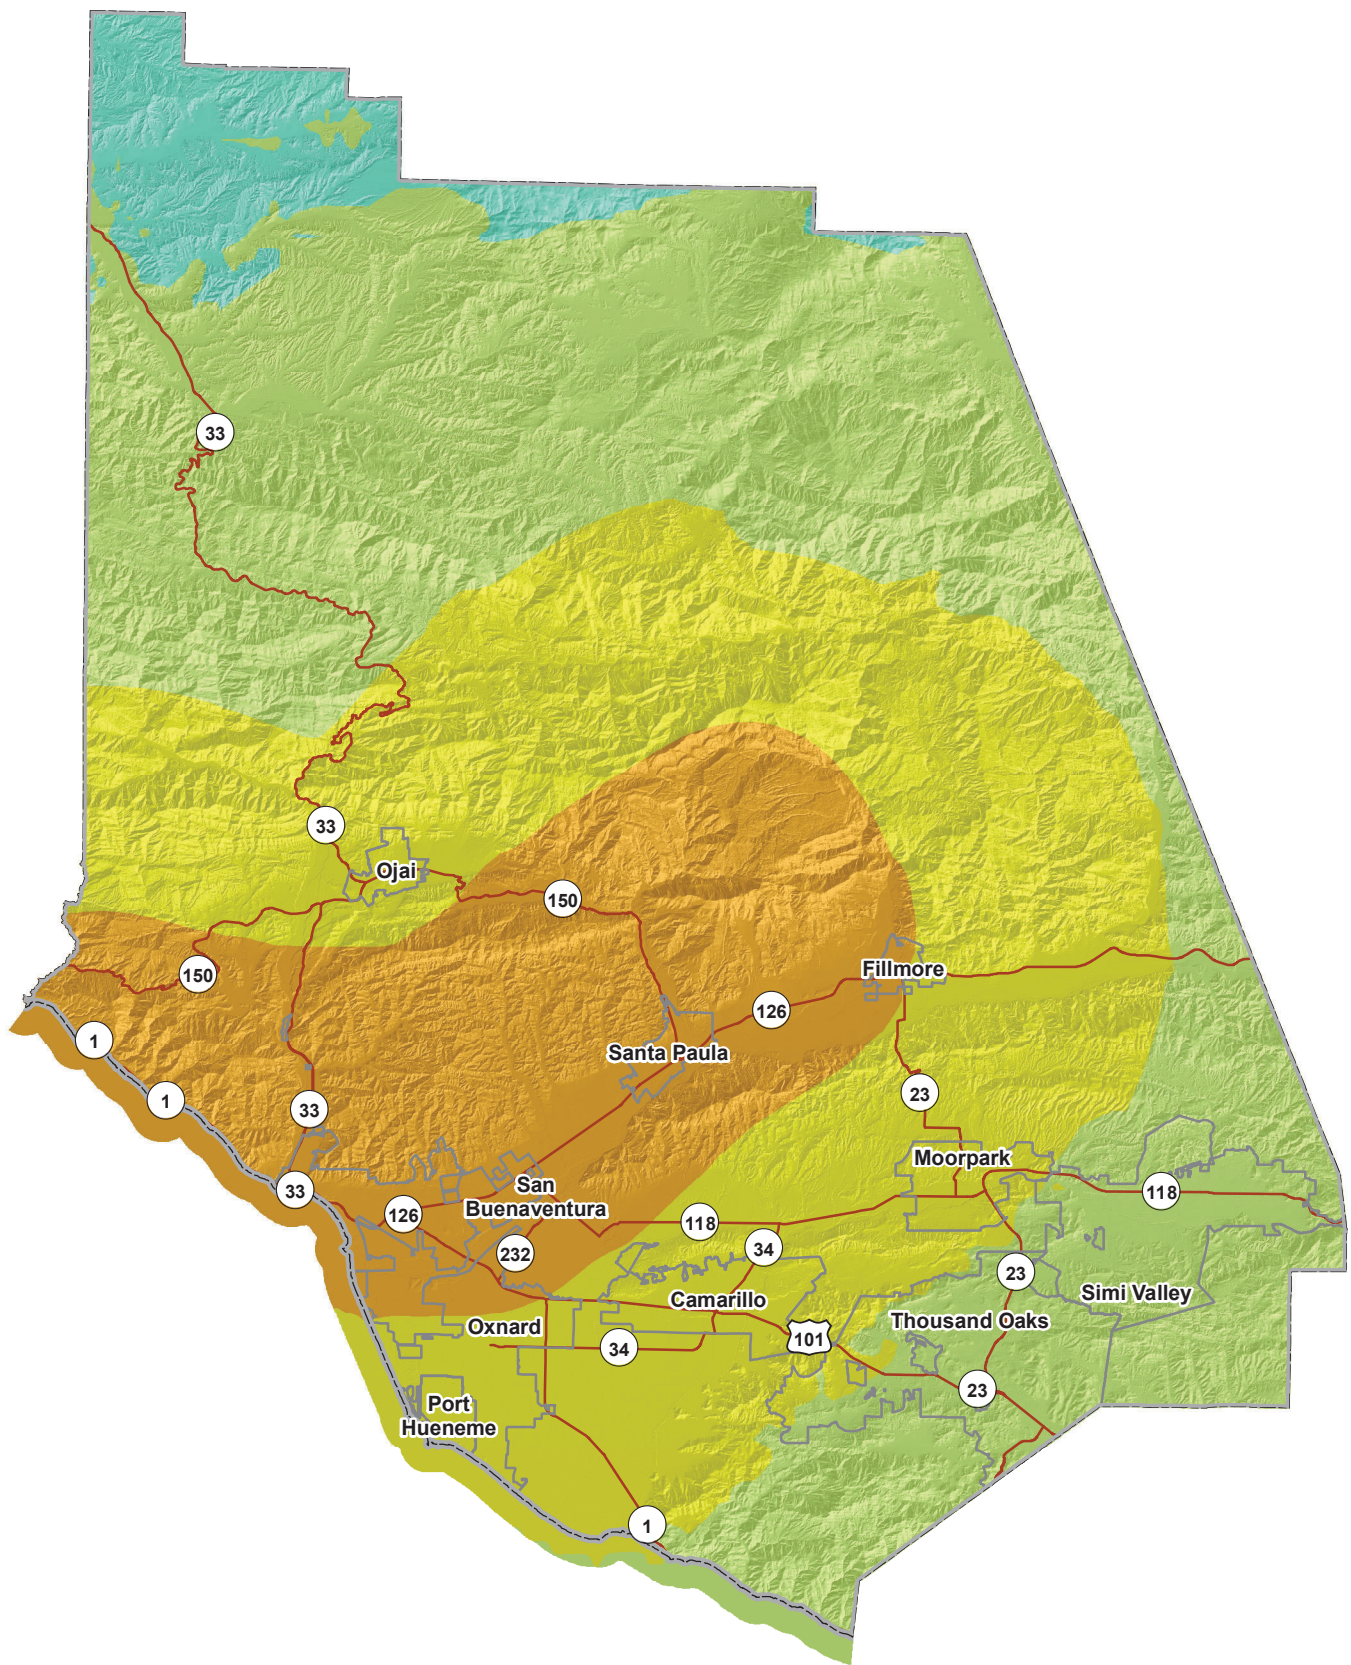 33
33
Ojai
150
150
Fillmore
126
1
Santa Paula
1
33
23
Moorpark
33
118
San
Buenaventura
126
118
232
34
23
Simi Valley
Camarillo
Thousand Oaks
Oxnard
101
34
23
Port
Hueneme
1